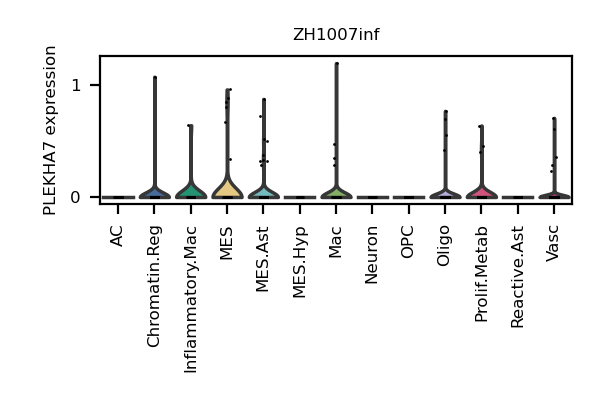 ZH1007inf
PLEKHA7 expression
1
0
AC
Chromatin.Reg
Inflammatory.Mac
MES
MES.Ast
MES.Hyp
Mac
Neuron
OPC
Oligo
Prolif.Metab
Reactive.Ast
Vasc